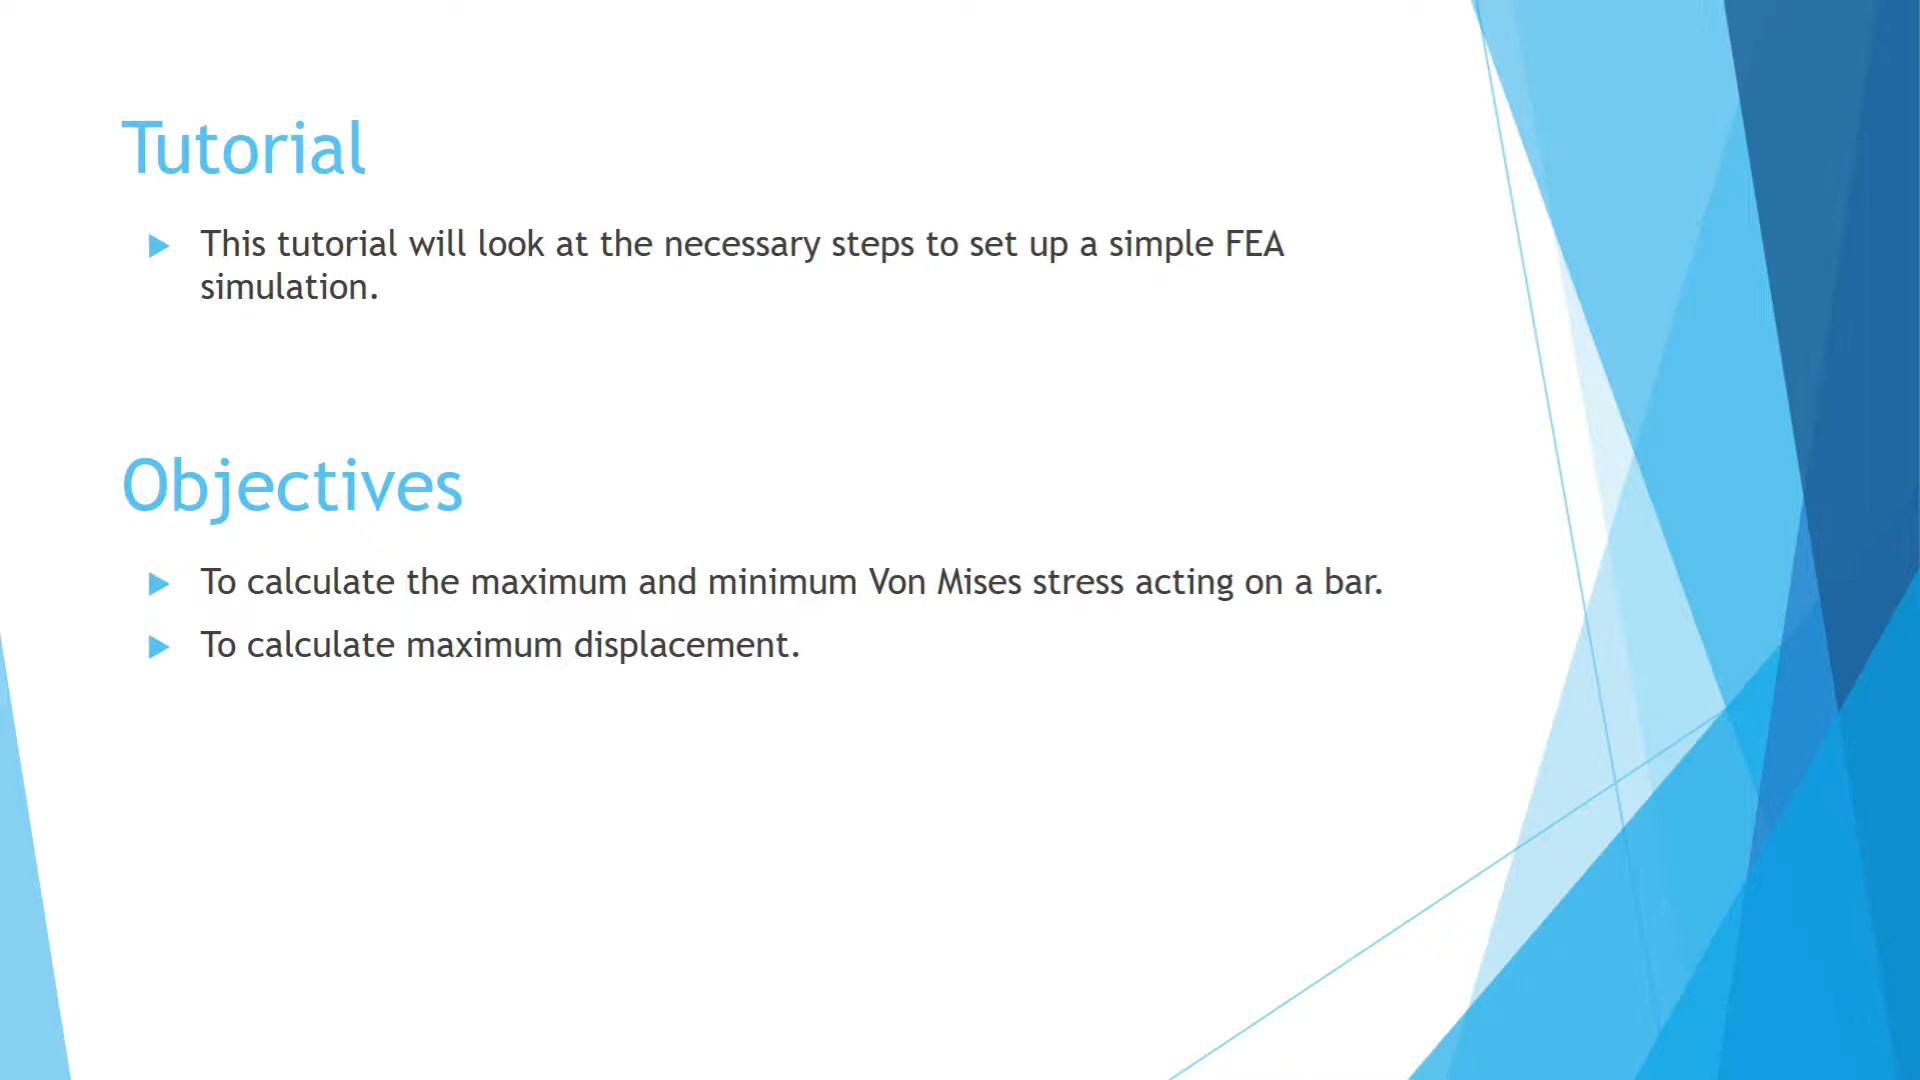 Tutorial
This tutorial will look at the necessary steps to set up a simple FEA
simulation.
Objectives
To calculate the maximum and minimum Von Mises stress acting on a bar.
To calculate maximum displacement.